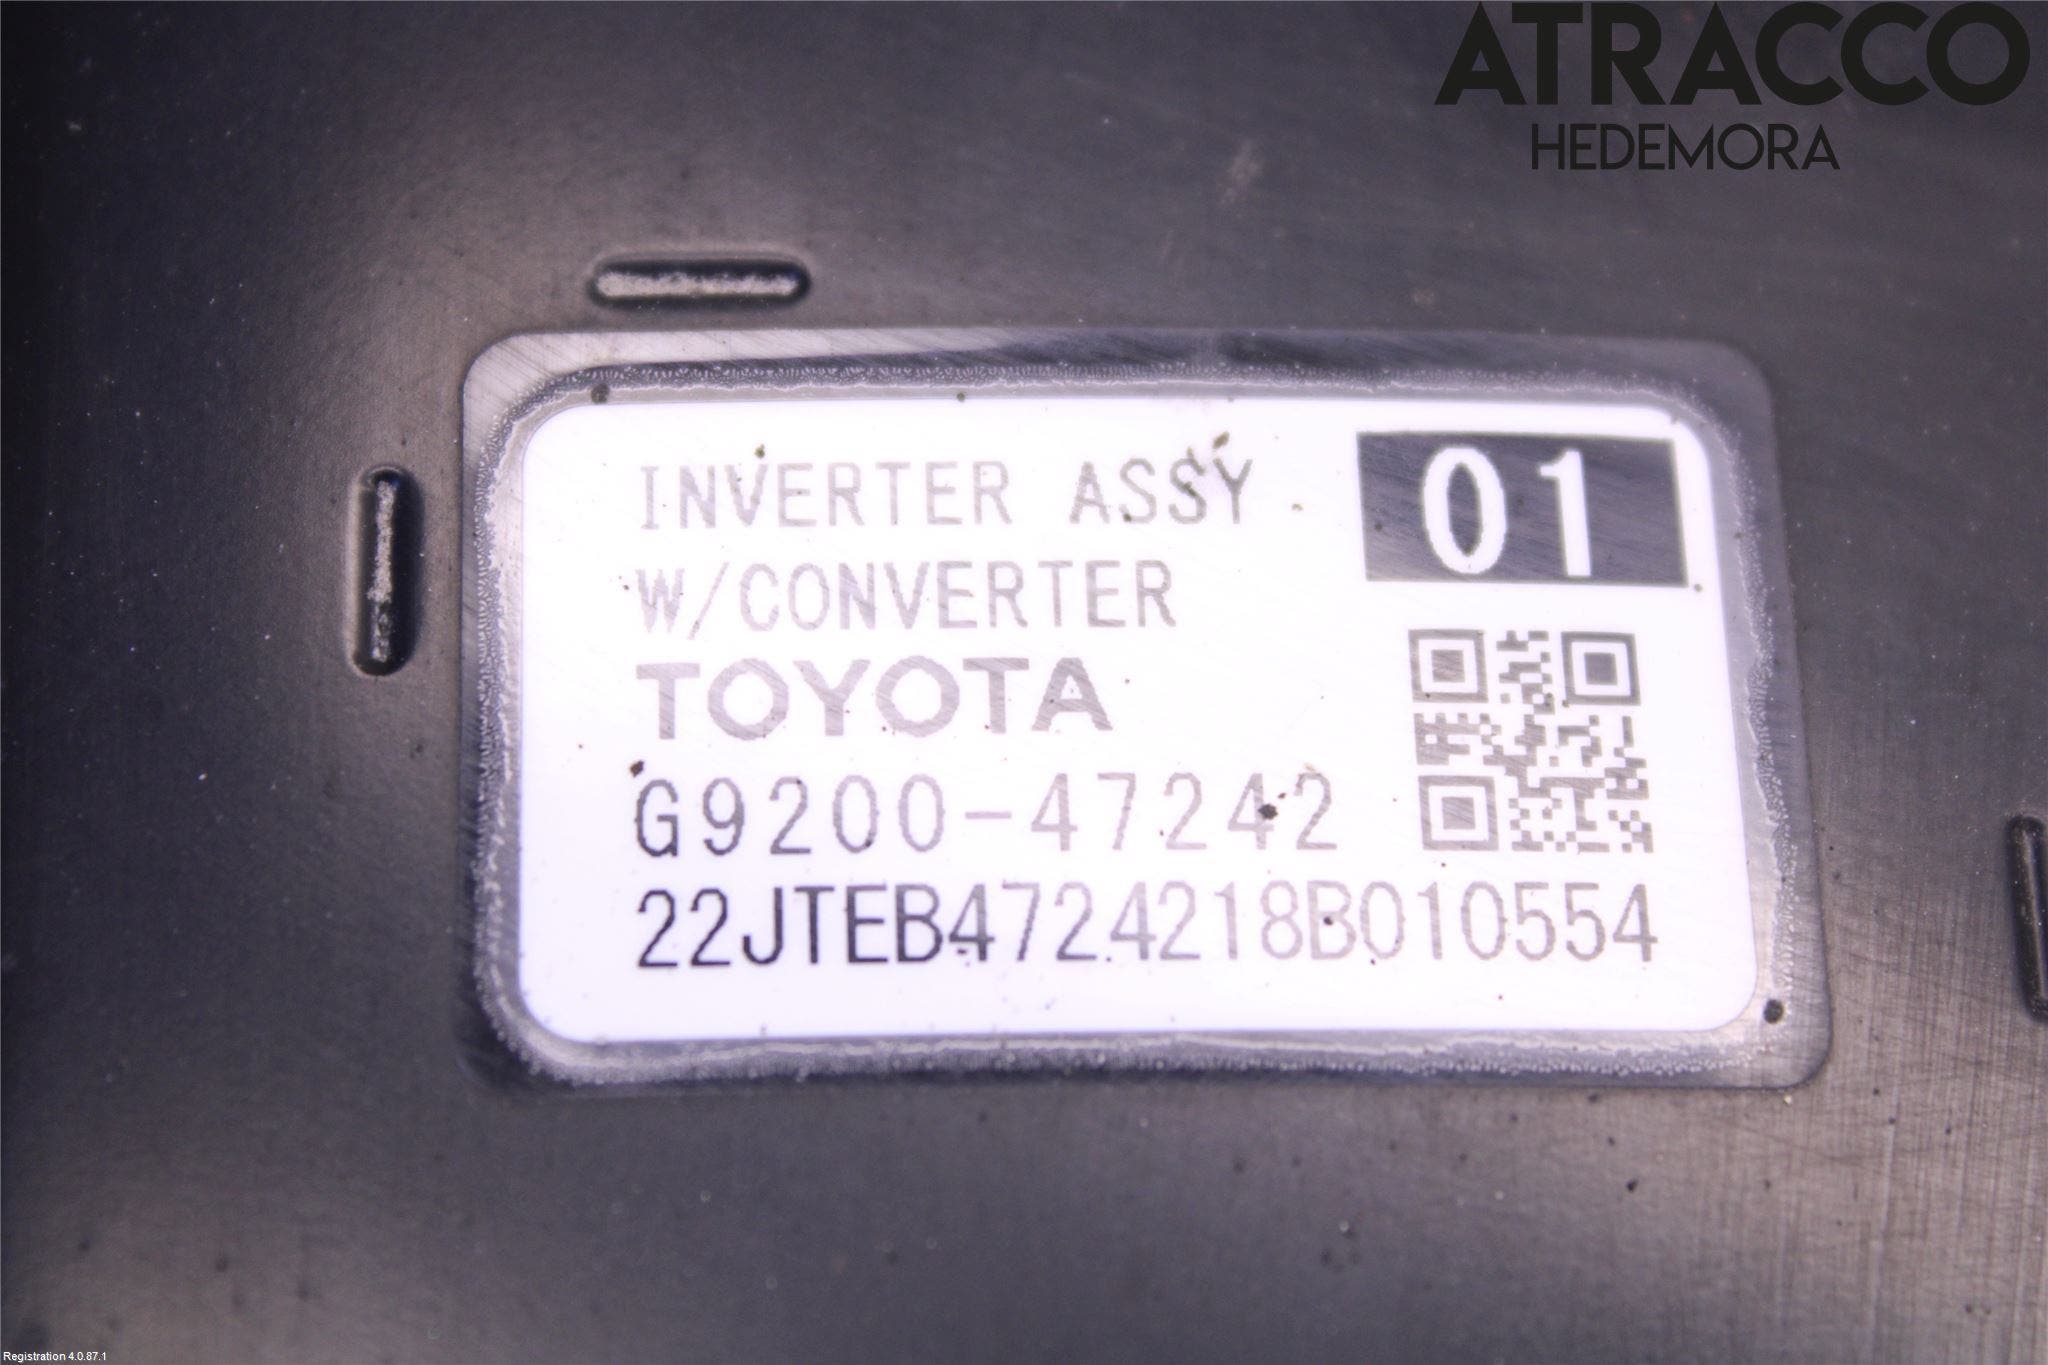 ATRACCO
HEDEMORA
INVERTER ASSY
01
W/CONVERTER
TOYOTA
G9200-47242
22JTEB4724218B010554
Registration 4.0.87.1